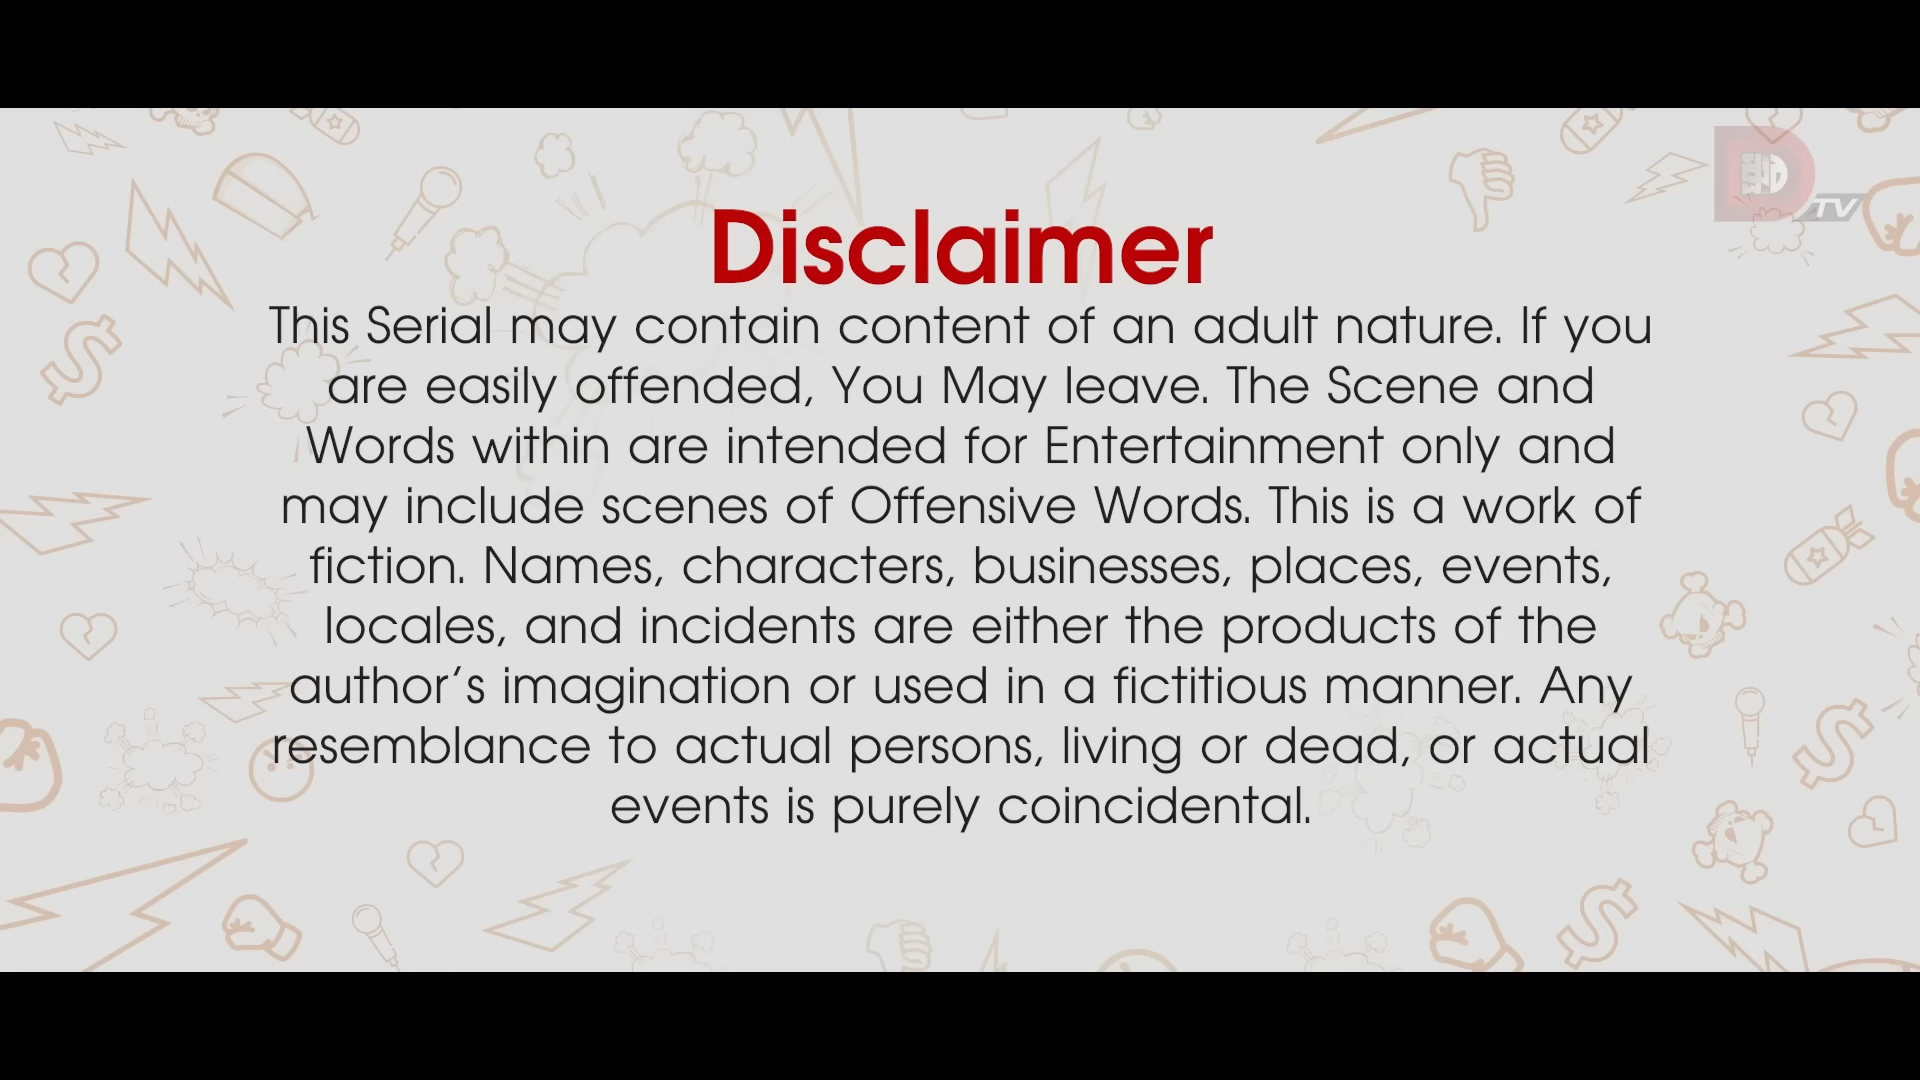 Disclaimer
This Serial may contain content of an adult nature. If you
are easily offended, You May leave. The Scene and
Words within are intended for Entertainment only and
may include scenes of Offensive Words. This is a work of
fiction. Names, characters, businesses, places, events,
locales, and incidents are either the products of the
author’s imagination or used in a fictitious manner. Any
resemblance to actual persons, living or dead, or actual
events is purely coincidental.
D TV